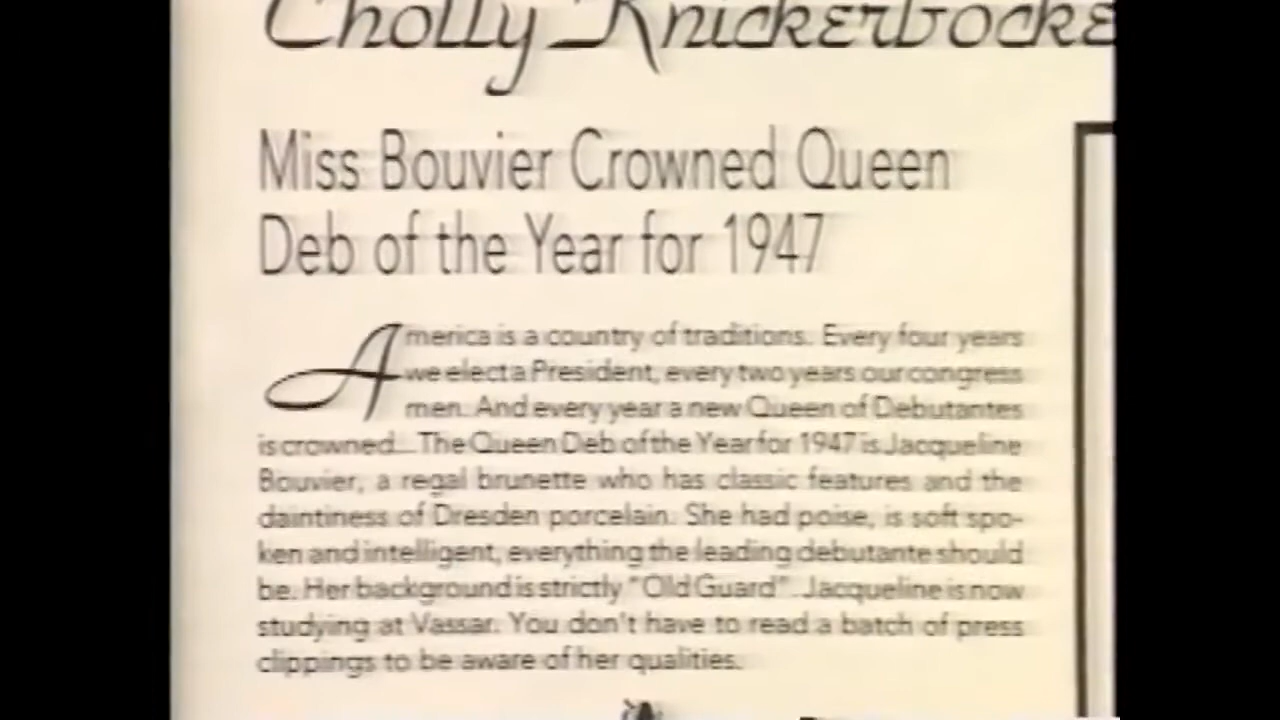 Cholly Knickerbocke
Miss Bouvier Crowned Queen
Deb of the Year for 1947
America is a country of traditions. Every four years
we elect a President, every two years our congress
men. And every year a new Queen of Debutantes
is crowned... The Queen Deb of the Year for 1947 is Jacqueline
Bouvier, a regal brunette who has classic features and the
daintiness of Dresden porcelain. She had poise, is soft spo-
ken and intelligent, everything the leading debutante should
be. Her background is strictly "Old Guard". Jacqueline is now
studying at Vassar. You don't have to read a batch of press
clippings to be aware of her qualities.